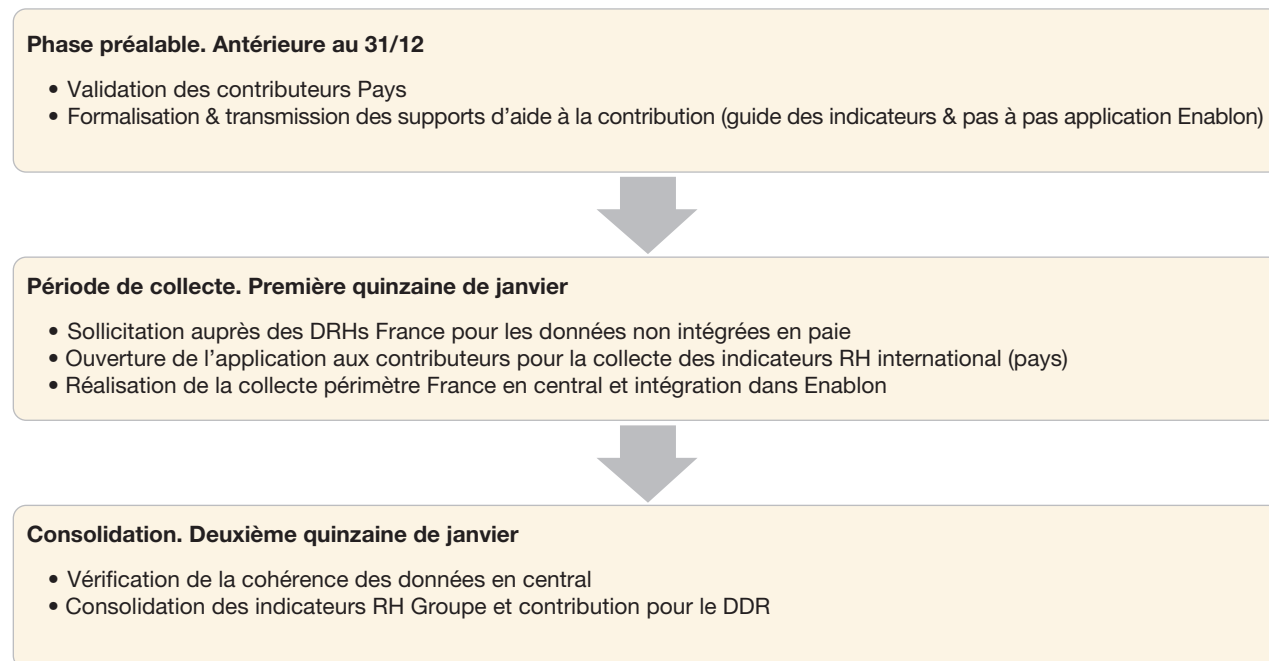 Phase préalable. Antérieure au 31/12
• Validation des contributeurs Pays
• Formalisation & transmission des supports d’aide à la contribution (guide des indicateurs & pas à pas application Enablon)
Période de collecte. Première quinzaine de janvier
• Sollicitation auprès des DRHs France pour les données non intégrées en paie
• Ouverture de l’application aux contributeurs pour la collecte des indicateurs RH international (pays)
• Réalisation de la collecte périmètre France en central et intégration dans Enablon
Consolidation. Deuxième quinzaine de janvier
• Vérification de la cohérence des données en central
• Consolidation des indicateurs RH Groupe et contribution pour le DDR